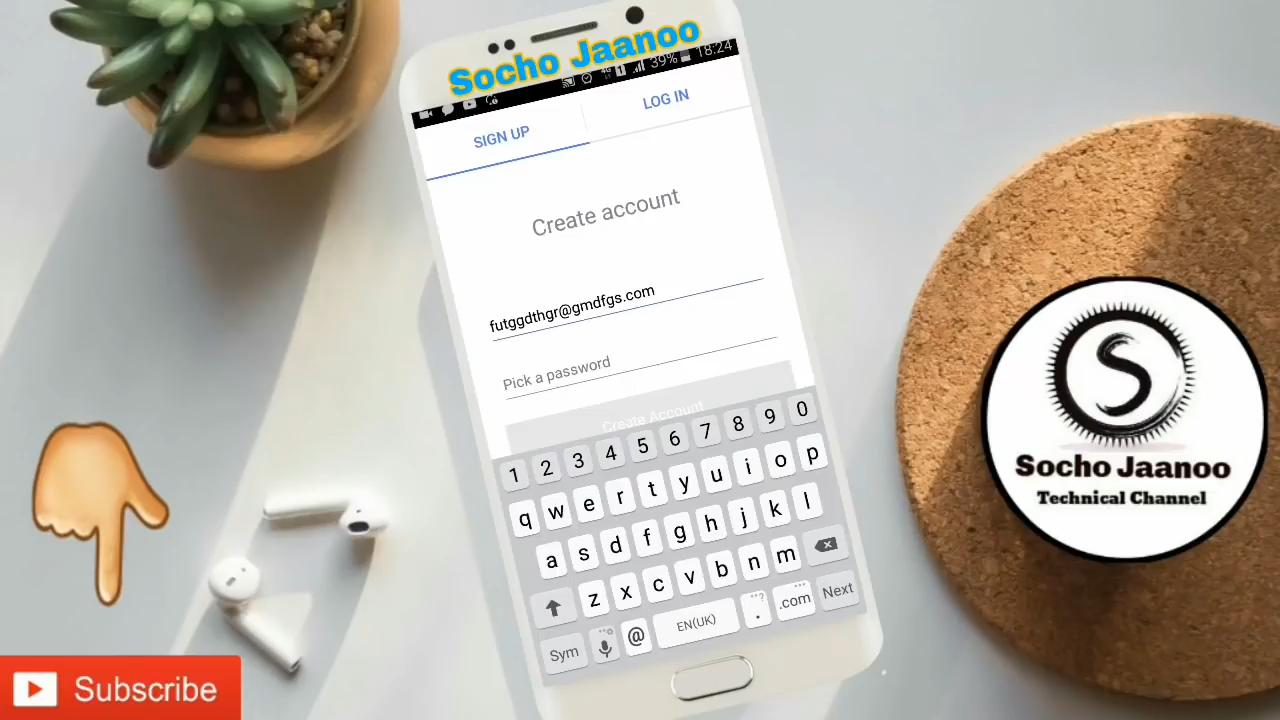 Socho Jaanoo
39% 18:24
SIGN UP
LOG IN
Create account
futggdthgr@gmdfgs.com
Pick a password
Create Account
1 2 3 4 5 6 7 8 9 0
q w e r t y u i o p
a s d f g h j k l
z x c v b n m
Sym @ EN(UK) . .com Next
S
Socho Jaanoo
Technical Channel
Subscribe